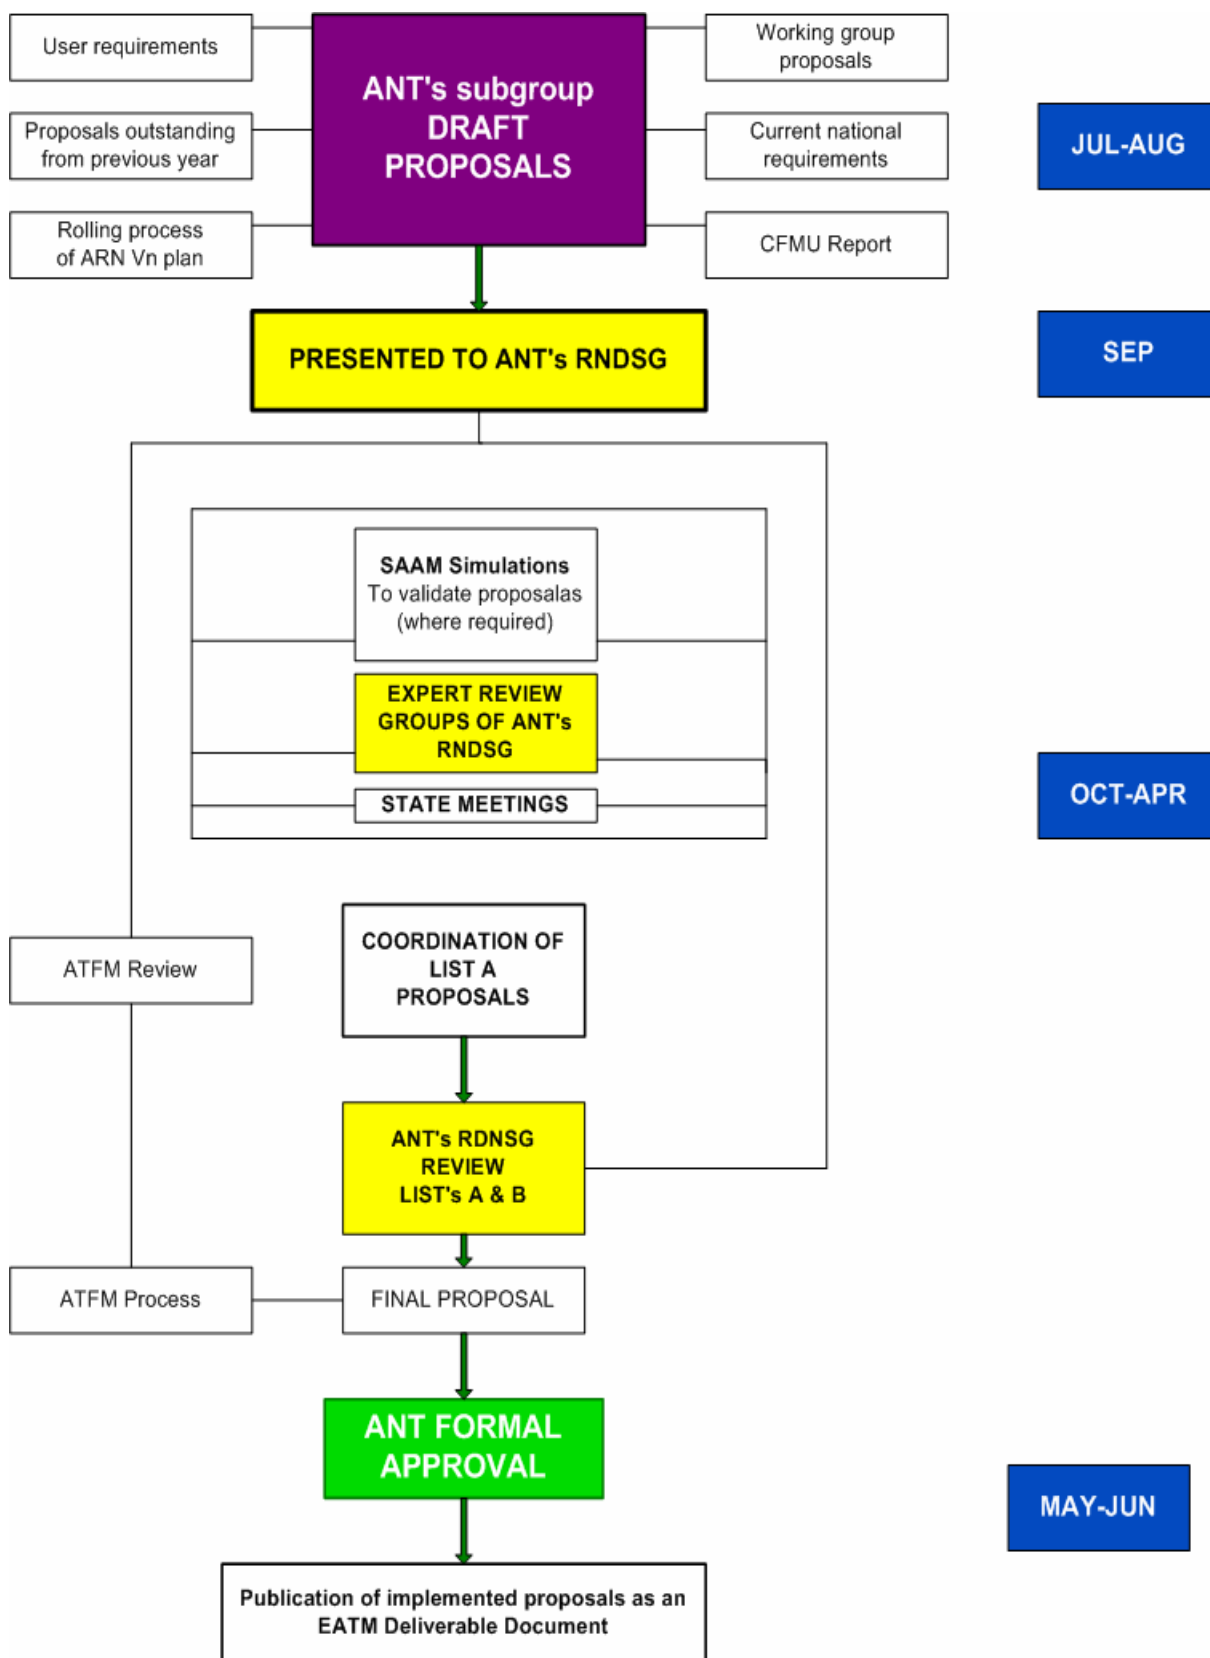 User requirements
ANT's subgroup
DRAFT
PROPOSALS
Working group
proposals
Proposals outstanding
from previous year
Current national
requirements
JUL-AUG
Rolling process
of ARN Vn plan
CFMU Report
PRESENTED TO ANT's RNDSG
SEP
SAAM Simulations
To validate proposalas
(where required)
EXPERT REVIEW
GROUPS OF ANT's
RNDSG
STATE MEETINGS
OCT-APR
COORDINATION OF
LIST A
PROPOSALS
ATFM Review
ANT's RDNSG
REVIEW
LIST's A & B
ATFM Process
FINAL PROPOSAL
ANT FORMAL
APPROVAL
MAY-JUN
Publication of implemented proposals as an
EATM Deliverable Document